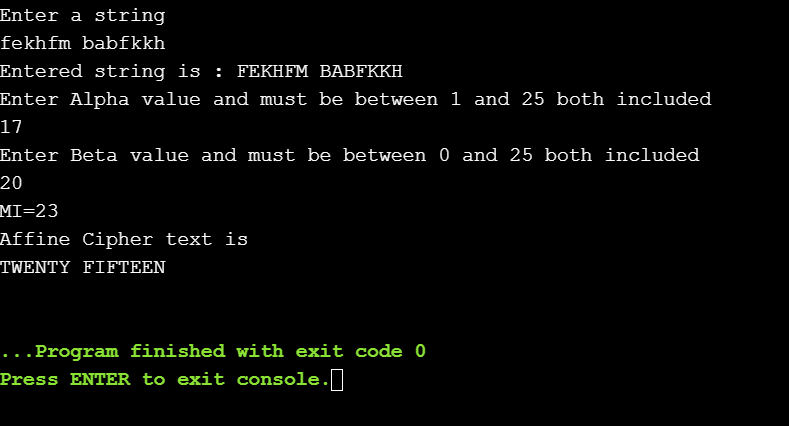 Enter a string
fekhfm babfkkh
Entered string is : FEKHFM BABFKKH
Enter Alpha value and must be between 1 and 25 both included
17
Enter Beta value and must be between 0 and 25 both included
20
MI=23
Affine Cipher text is
TWENTY FIFTEEN
...Program finished with exit code 0
Press ENTER to exit console.